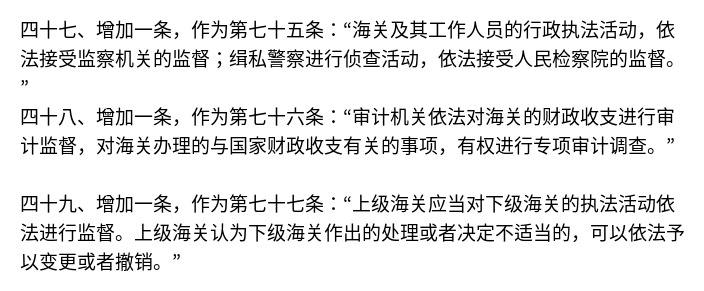 四十七、增加一条，作为第七十五条：“海关及其工作人员的行政执法活动，依
法接受监察机关的监督；缉私警察进行侦查活动，依法接受人民检察院的监督。
”
四十八、增加一条，作为第七十六条：“审计机关依法对海关的财政收支进行审
计监督，对海关办理的与国家财政收支有关的事项，有权进行专项审计调查。”
四十九、增加一条，作为第七十七条：“上级海关应当对下级海关的执法活动依
法进行监督。上级海关认为下级海关作出的处理或者决定不适当的，可以依法予
以变更或者撤销。”